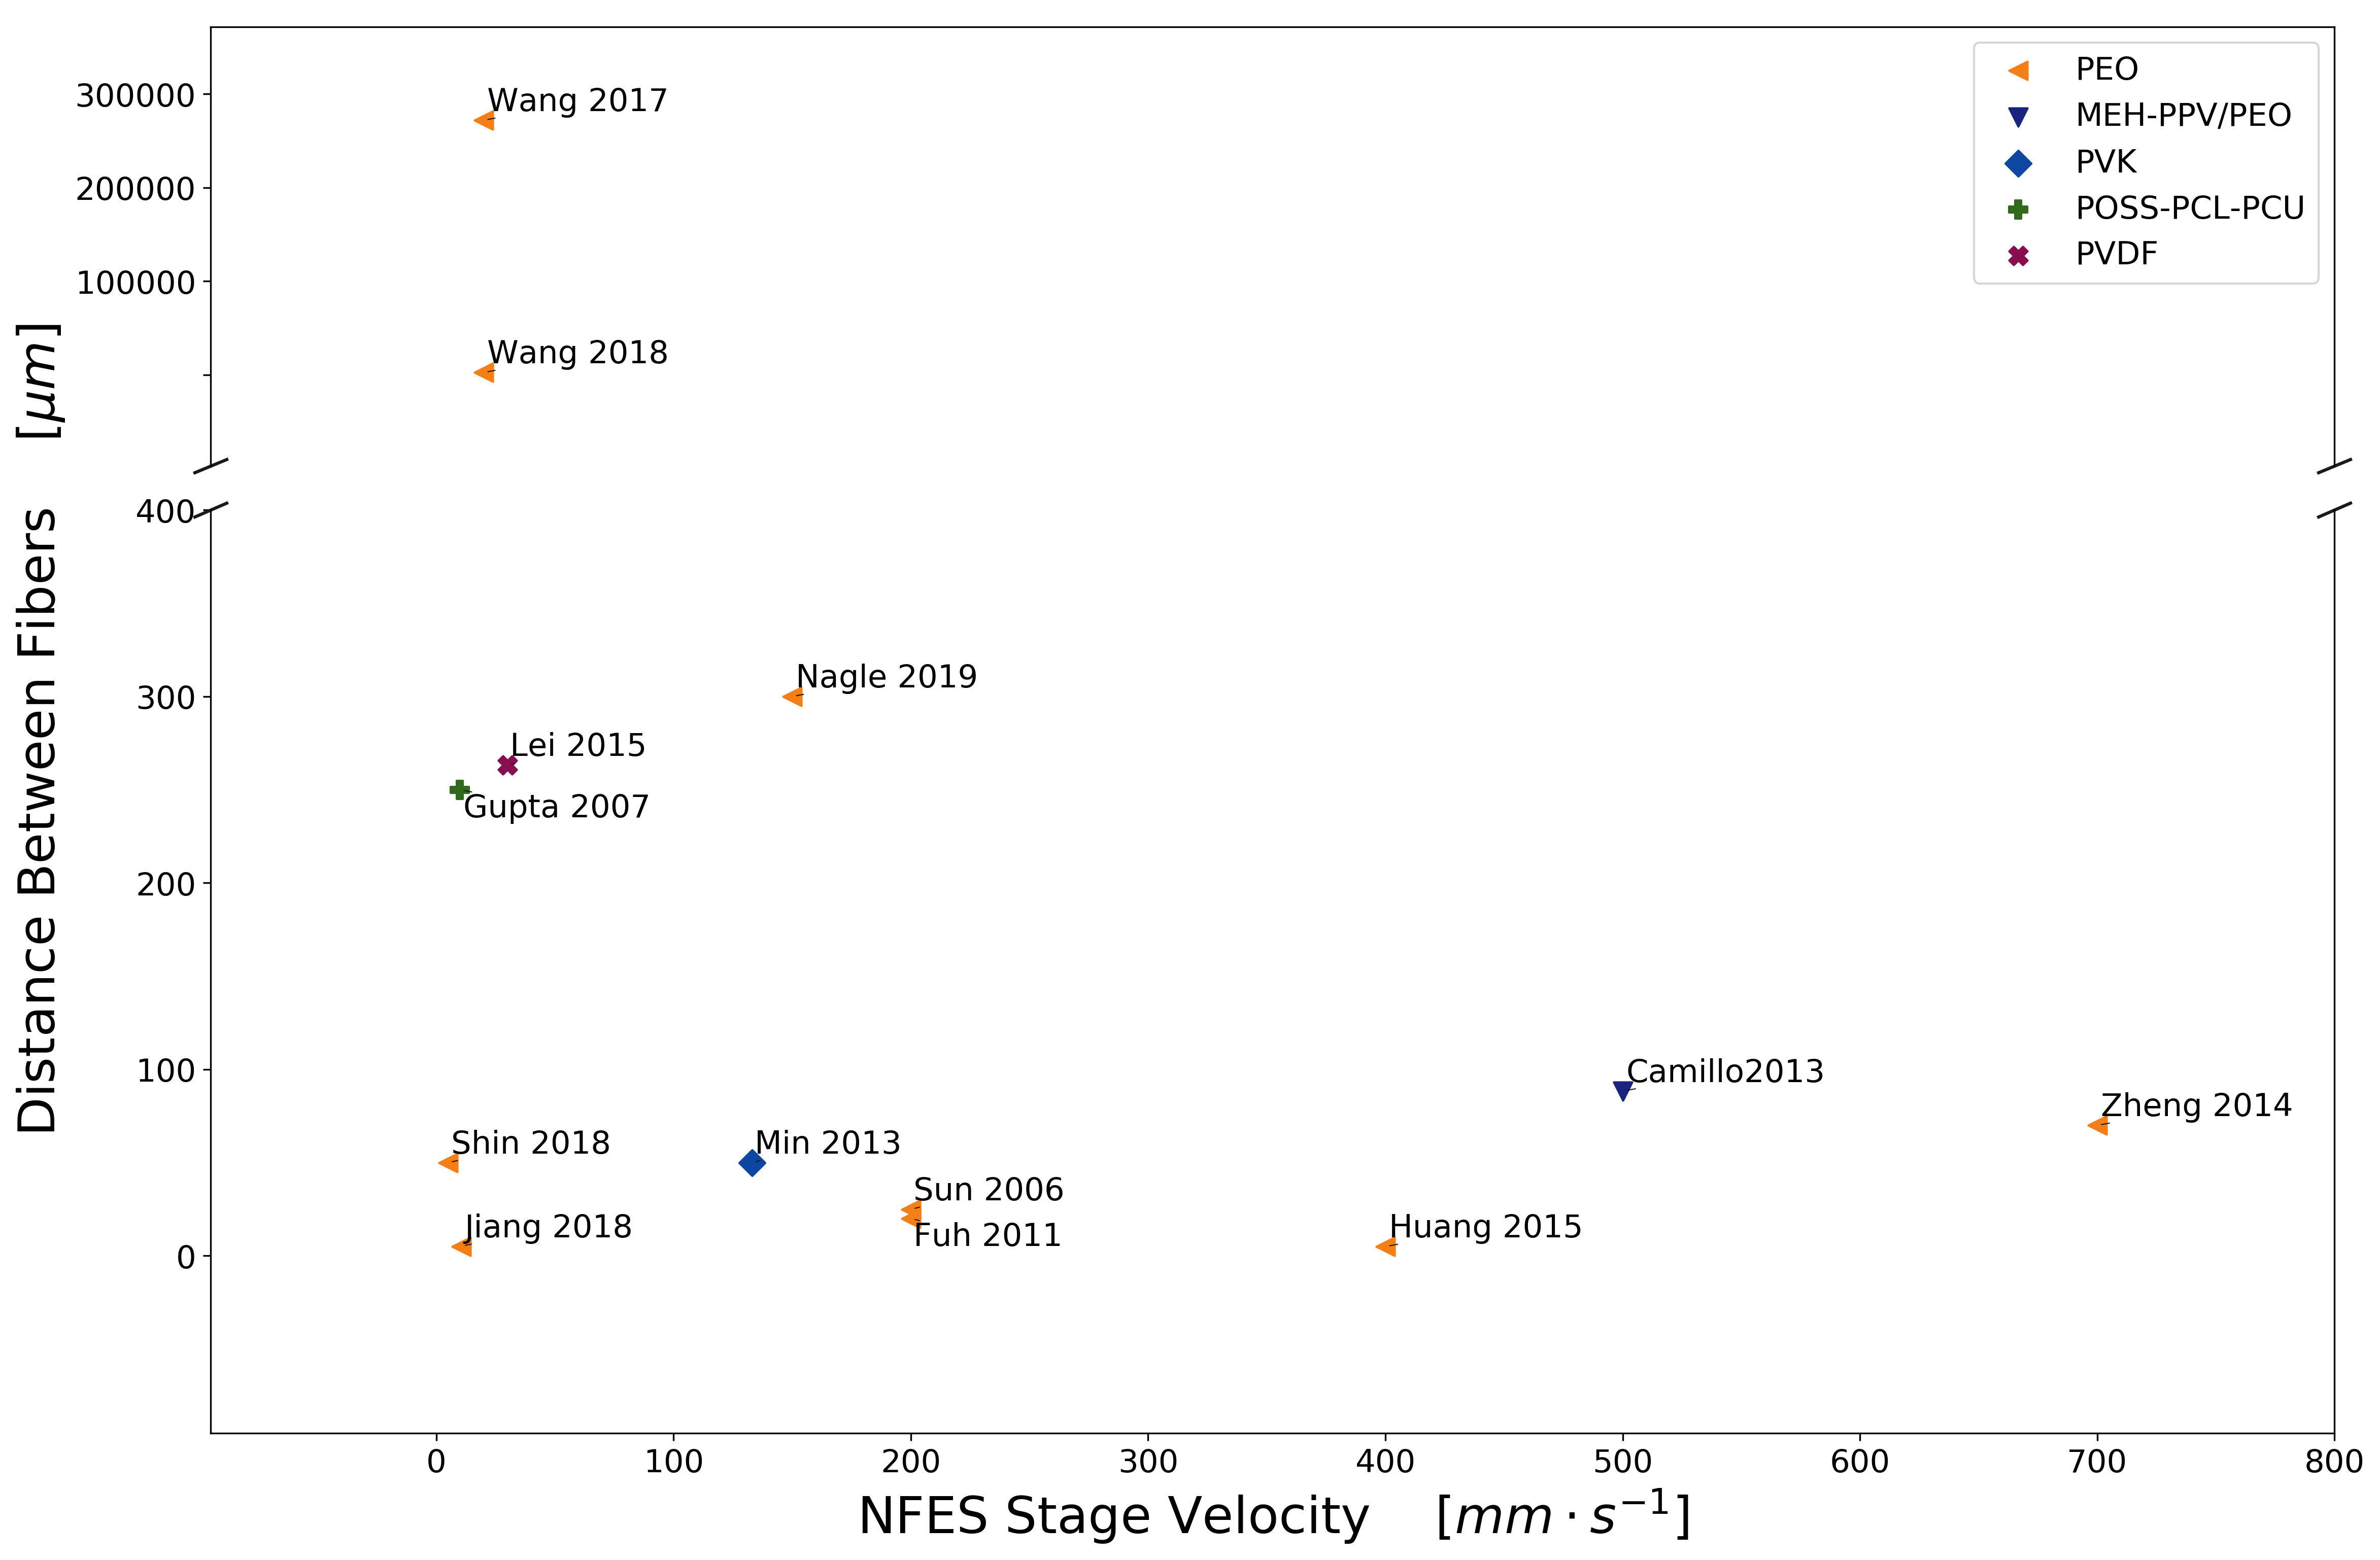 300000
200000
100000
400
300
200
100
0
Distance Between Fibers [μm]
Wang 2017
Wang 2018
Nagle 2019
Lei 2015
Gupta 2007
Camillo2013
Zheng 2014
Shin 2018
Min 2013
Sun 2006
Fuh 2011
Jiang 2018
Huang 2015
PEO
MEH-PPV/PEO
PVK
POSS-PCL-PCU
PVDF
0 100 200 300 400 500 600 700 800
NFES Stage Velocity [mm · s⁻¹]